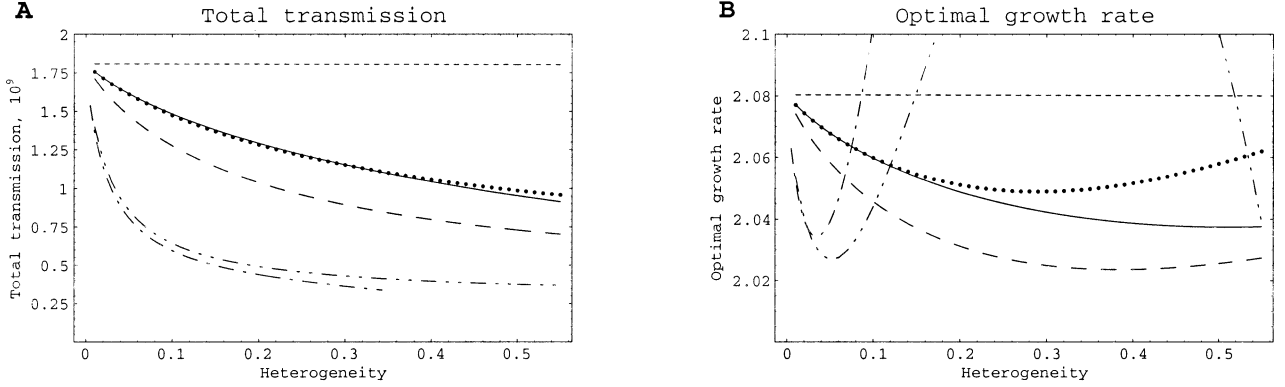 A
Total transmission
2
1.75
1.5
1.25
1
0.75
0.5
0.25
Total transmission, 10^9
0 0.1 0.2 0.3 0.4 0.5
Heterogeneity
B
Optimal growth rate
2.1
2.08
2.06
2.04
2.02
Optimal growth rate
0 0.1 0.2 0.3 0.4 0.5
Heterogeneity